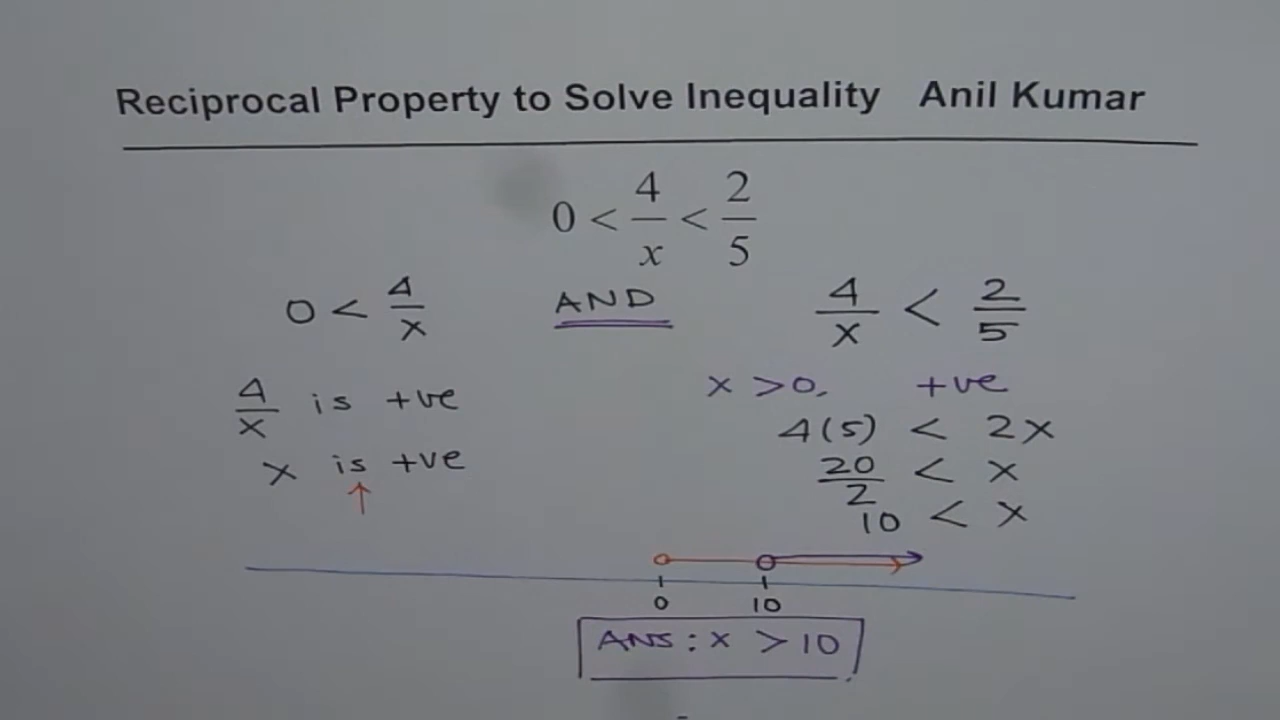 Reciprocal Property to Solve Inequality Anil Kumar
0 < 4/x < 2/5
0 < 4/x AND 4/x < 2/5
4/x is +ve
x is +ve
x > 0, +ve
4(5) < 2x
20/2 < x
10 < x
0 10
ANS: x > 10